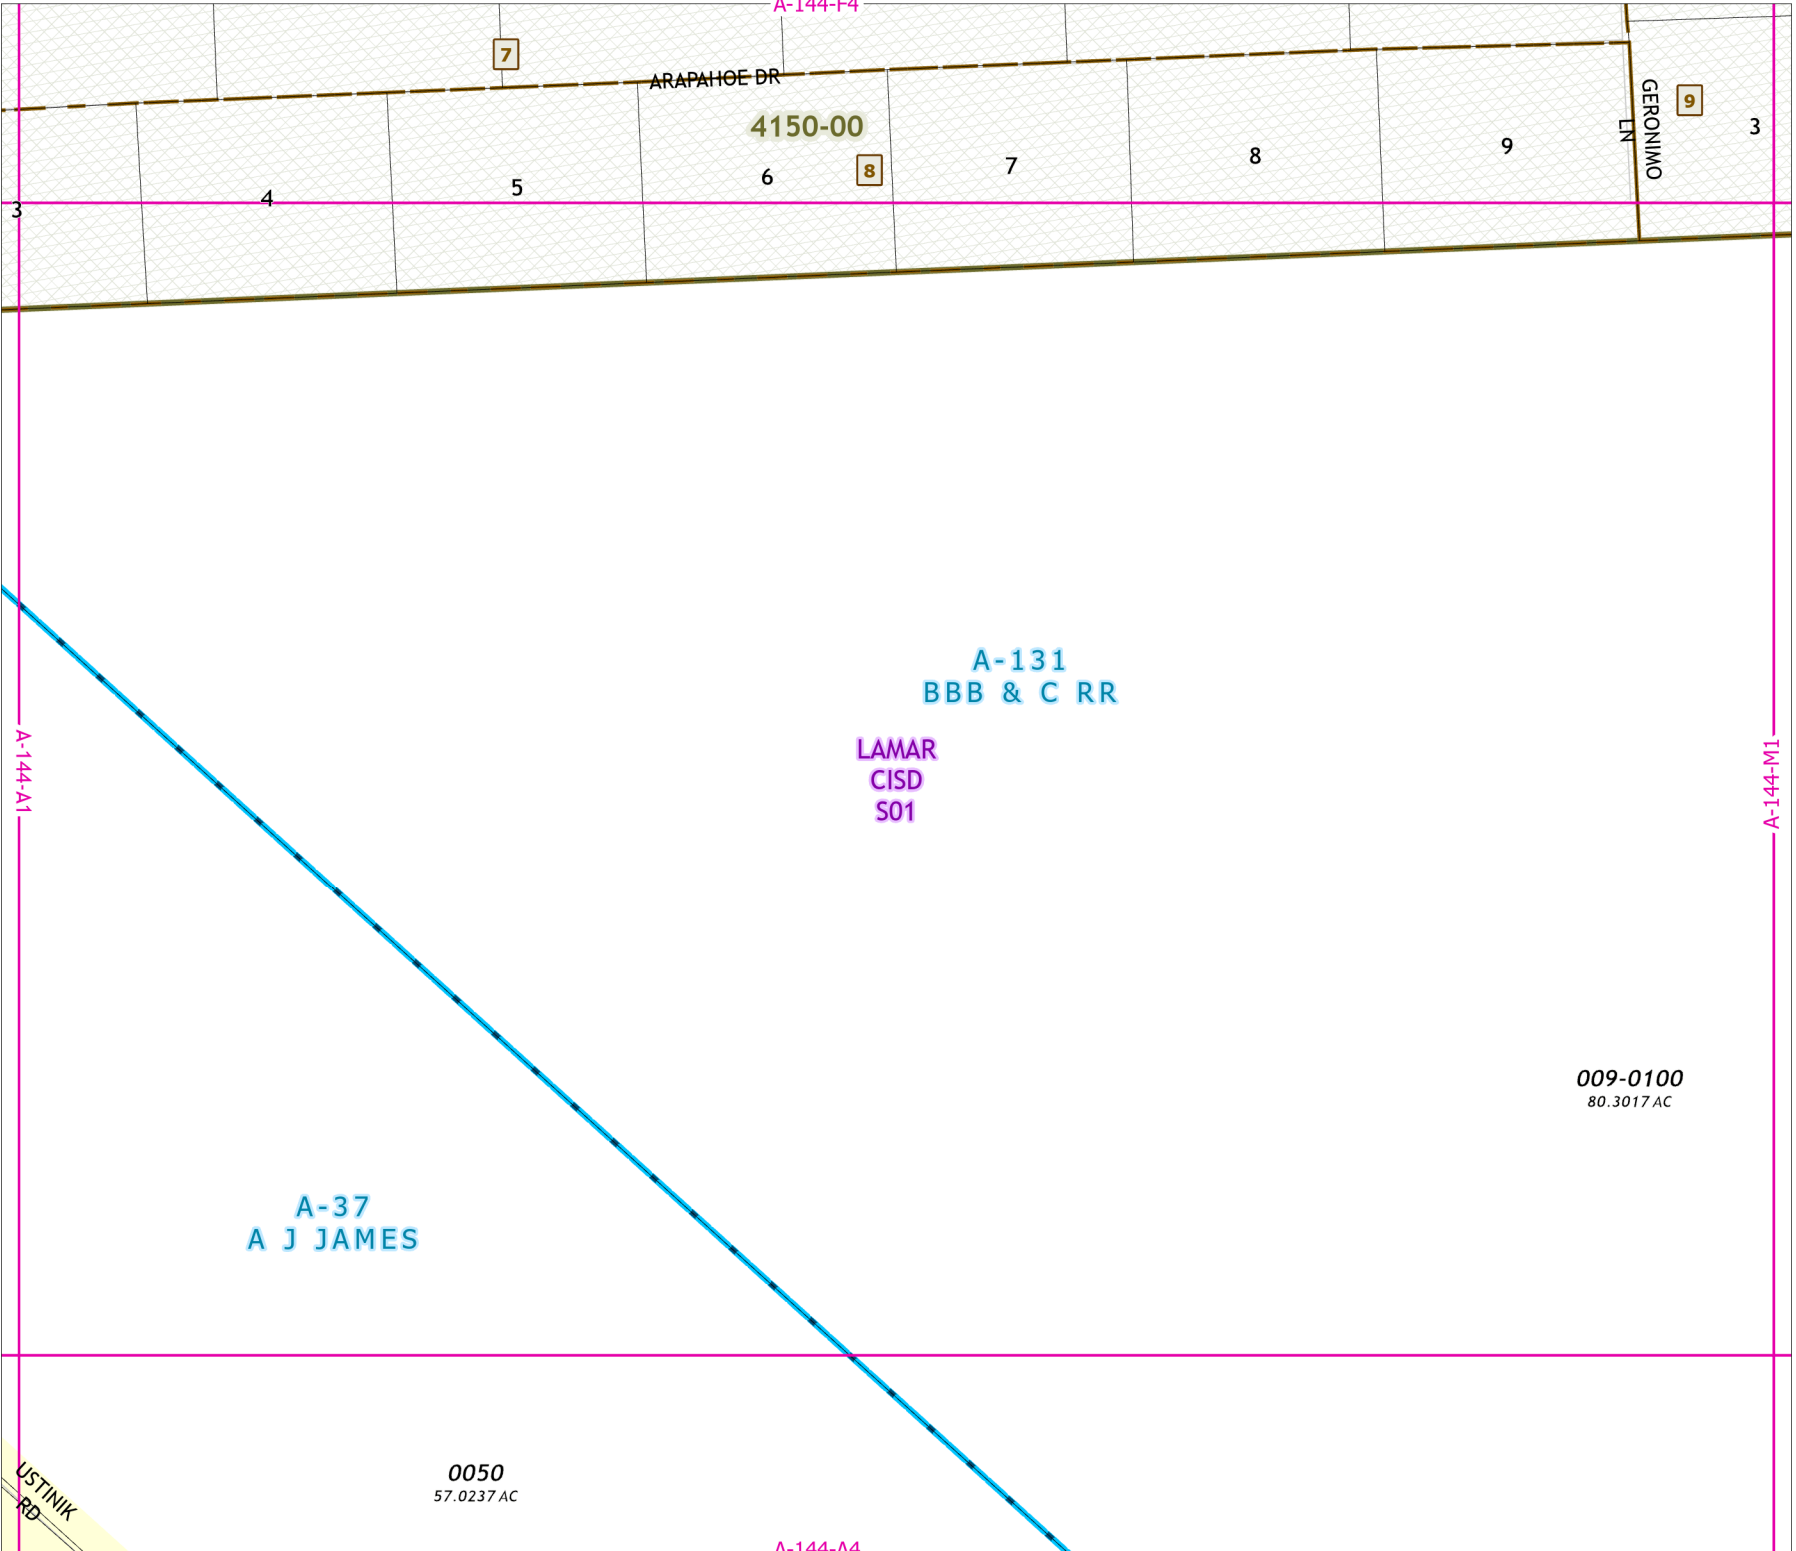 A-144-F4
7
ARAPAHOE DR
4150-00
8
9
GERONIMO
LN
3
3
4
5
6
7
8
9
A-131
BBB & C RR
LAMAR
CISD
S01
A-144-A1
A-144-M1
009-0100
80.3017 AC
A-37
A J JAMES
0050
57.0237 AC
USTINIK
RD
A-144-A4